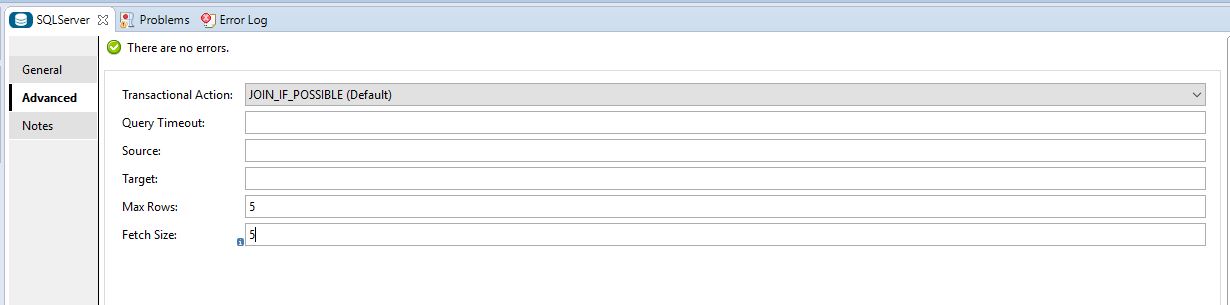 SQLServer Problems Error Log
There are no errors.
General
Advanced
Notes
Transactional Action: JOIN_IF_POSSIBLE (Default)
Query Timeout:
Source:
Target:
Max Rows: 5
Fetch Size: 5